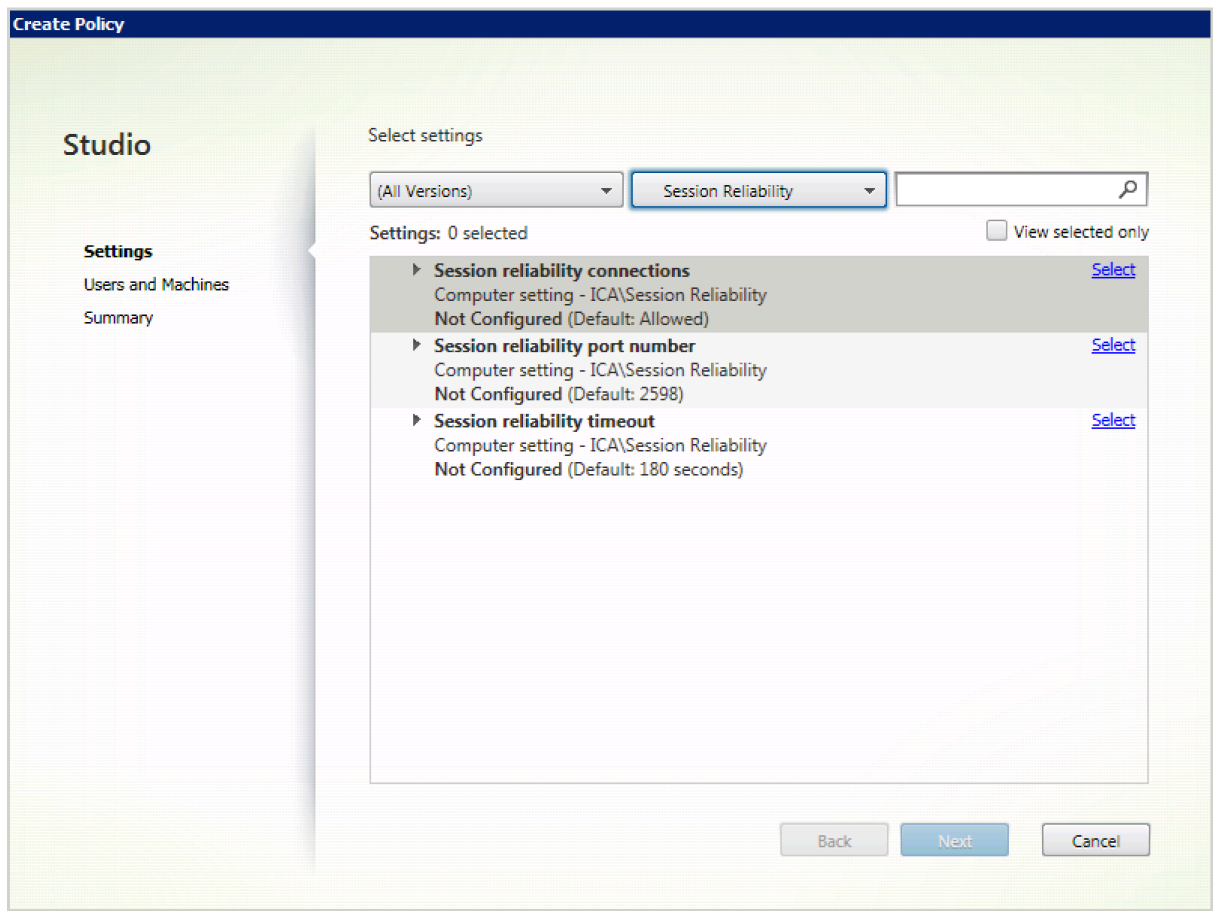 Create Policy
Studio
Settings
Users and Machines
Summary
Select settings
(All Versions)
Session Reliability
Settings: 0 selected
View selected only
Session reliability connections
Select
Computer setting - ICA\Session Reliability
Not Configured (Default: Allowed)
Session reliability port number
Select
Computer setting - ICA\Session Reliability
Not Configured (Default: 2598)
Session reliability timeout
Select
Computer setting - ICA\Session Reliability
Not Configured (Default: 180 seconds)
Back
Next
Cancel